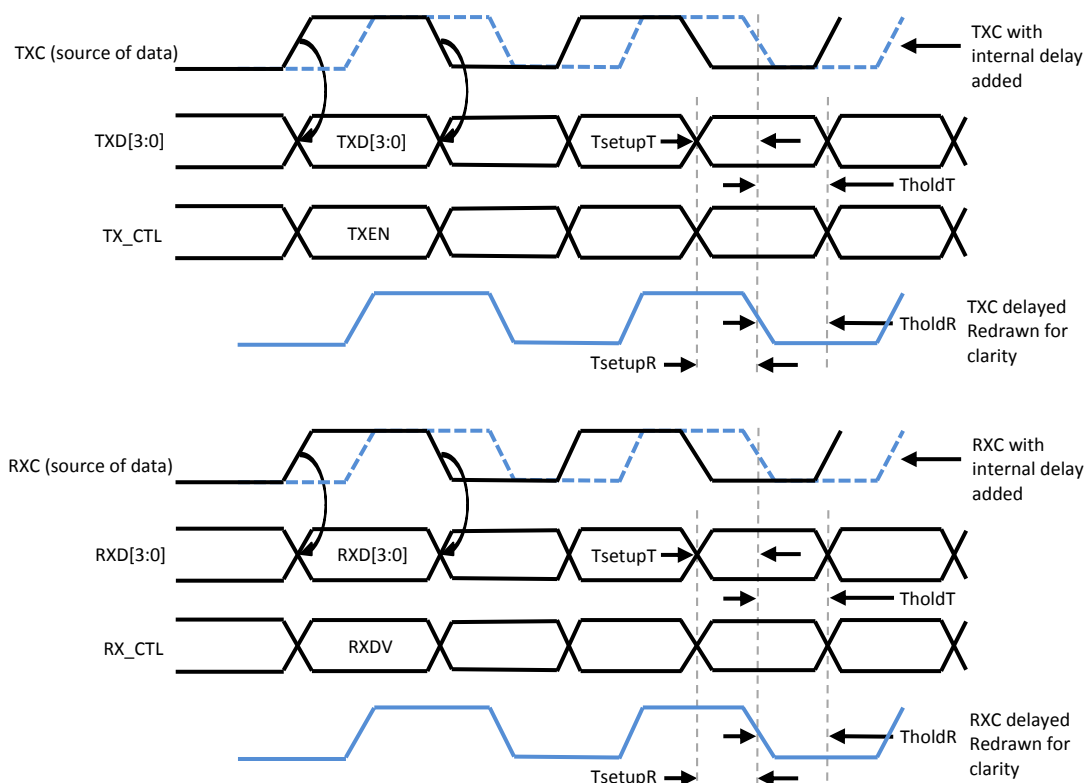 TXC (source of data)
TXC with
internal delay
added
TXD[3:0]
TXD[3:0]
TsetupT
TholdT
TX_CTL
TXEN
TXC delayed
Redrawn for
clarity
TholdR
TsetupR
RXC (source of data)
RXC with
internal delay
added
RXD[3:0]
RXD[3:0]
TsetupT
TholdT
RX_CTL
RXDV
RXC delayed
Redrawn for
clarity
TholdR
TsetupR